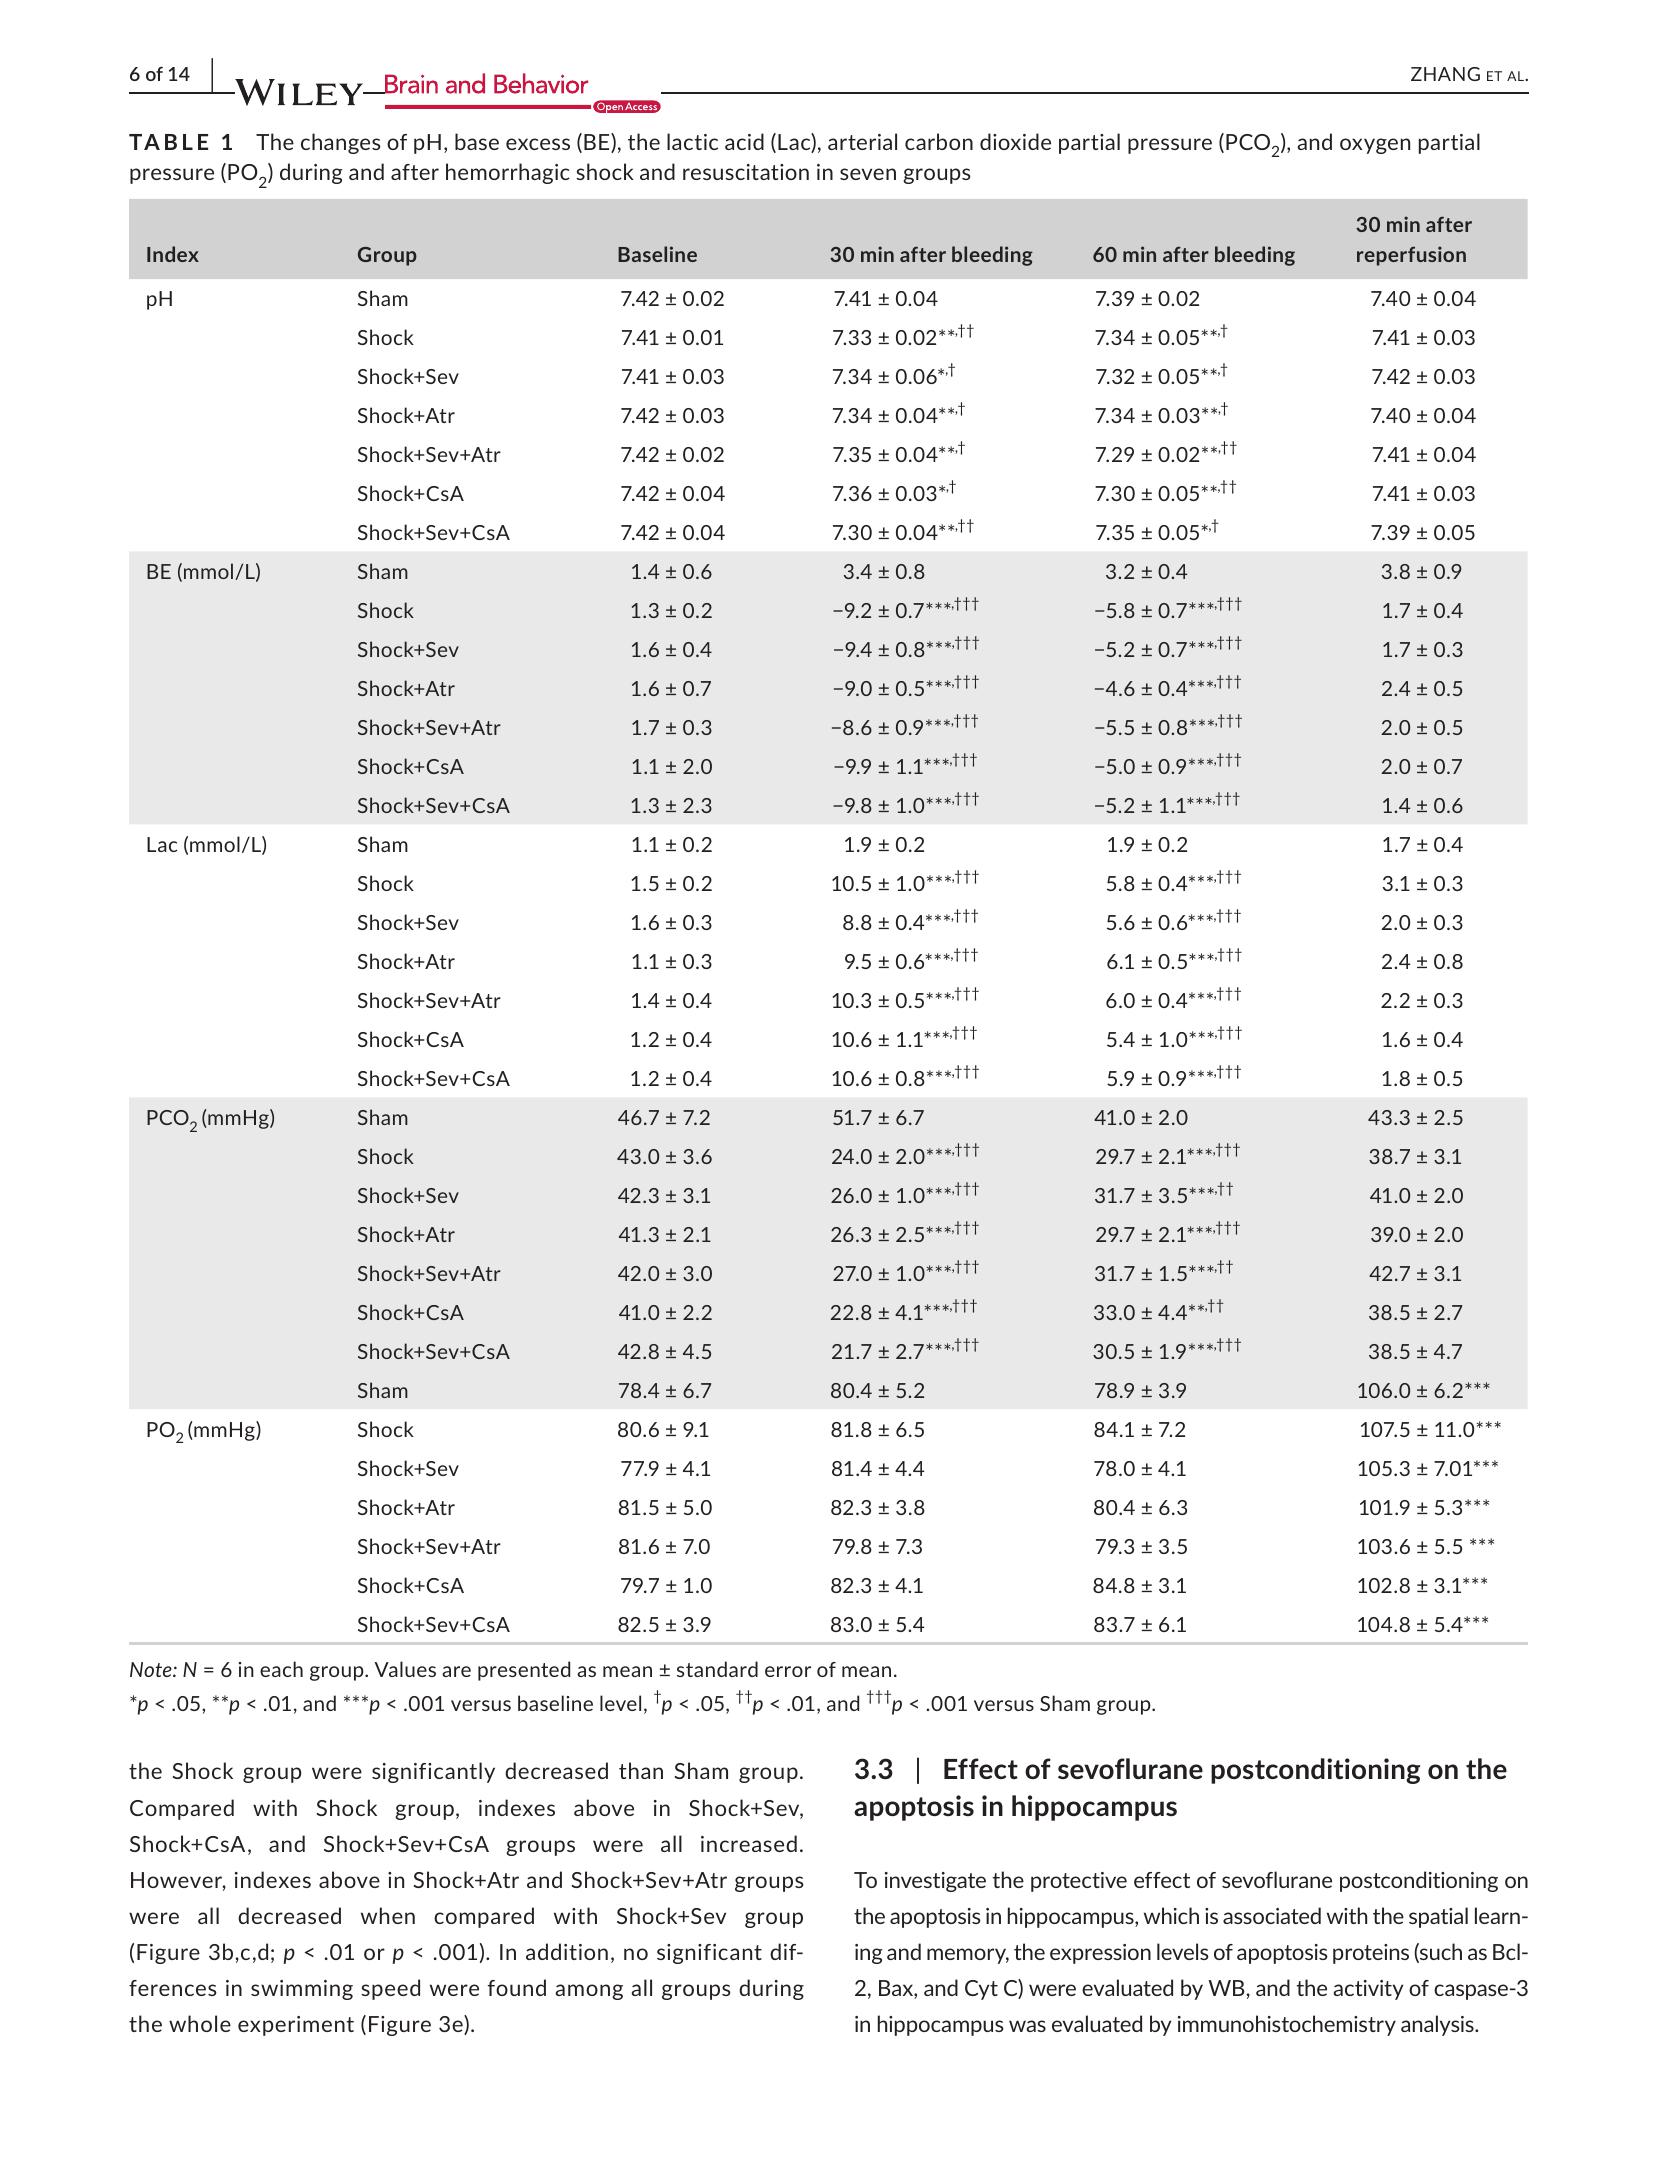 6 of 14
WILEY Brain and Behavior
Open Access
ZHANG ET AL.
TABLE 1 The changes of pH, base excess (BE), the lactic acid (Lac), arterial carbon dioxide partial pressure (PCO2), and oxygen partial
pressure (PO2) during and after hemorrhagic shock and resuscitation in seven groups
Index Group Baseline 30 min after bleeding 60 min after bleeding 30 min after
reperfusion
pH Sham 7.42 ± 0.02 7.41 ± 0.04 7.39 ± 0.02 7.40 ± 0.04
Shock 7.41 ± 0.01 7.33 ± 0.02**,†† 7.34 ± 0.05**,† 7.41 ± 0.03
Shock+Sev 7.41 ± 0.03 7.34 ± 0.06*,† 7.32 ± 0.05**,† 7.42 ± 0.03
Shock+Atr 7.42 ± 0.03 7.34 ± 0.04**,† 7.34 ± 0.03**,† 7.40 ± 0.04
Shock+Sev+Atr 7.42 ± 0.02 7.35 ± 0.04**,† 7.29 ± 0.02**,†† 7.41 ± 0.04
Shock+CsA 7.42 ± 0.04 7.36 ± 0.03*,† 7.30 ± 0.05**,†† 7.41 ± 0.03
Shock+Sev+CsA 7.42 ± 0.04 7.30 ± 0.04**,†† 7.35 ± 0.05*,† 7.39 ± 0.05
BE (mmol/L) Sham 1.4 ± 0.6 3.4 ± 0.8 3.2 ± 0.4 3.8 ± 0.9
Shock 1.3 ± 0.2 −9.2 ± 0.7***,††† −5.8 ± 0.7***,††† 1.7 ± 0.4
Shock+Sev 1.6 ± 0.4 −9.4 ± 0.8***,††† −5.2 ± 0.7***,††† 1.7 ± 0.3
Shock+Atr 1.6 ± 0.7 −9.0 ± 0.5***,††† −4.6 ± 0.4***,††† 2.4 ± 0.5
Shock+Sev+Atr 1.7 ± 0.3 −8.6 ± 0.9***,††† −5.5 ± 0.8***,††† 2.0 ± 0.5
Shock+CsA 1.1 ± 2.0 −9.9 ± 1.1***,††† −5.0 ± 0.9***,††† 2.0 ± 0.7
Shock+Sev+CsA 1.3 ± 2.3 −9.8 ± 1.0***,††† −5.2 ± 1.1***,††† 1.4 ± 0.6
Lac (mmol/L) Sham 1.1 ± 0.2 1.9 ± 0.2 1.9 ± 0.2 1.7 ± 0.4
Shock 1.5 ± 0.2 10.5 ± 1.0***,††† 5.8 ± 0.4***,††† 3.1 ± 0.3
Shock+Sev 1.6 ± 0.3 8.8 ± 0.4***,††† 5.6 ± 0.6***,††† 2.0 ± 0.3
Shock+Atr 1.1 ± 0.3 9.5 ± 0.6***,††† 6.1 ± 0.5***,††† 2.4 ± 0.8
Shock+Sev+Atr 1.4 ± 0.4 10.3 ± 0.5***,††† 6.0 ± 0.4***,††† 2.2 ± 0.3
Shock+CsA 1.2 ± 0.4 10.6 ± 1.1***,††† 5.4 ± 1.0***,††† 1.6 ± 0.4
Shock+Sev+CsA 1.2 ± 0.4 10.6 ± 0.8***,††† 5.9 ± 0.9***,††† 1.8 ± 0.5
PCO2 (mmHg) Sham 46.7 ± 7.2 51.7 ± 6.7 41.0 ± 2.0 43.3 ± 2.5
Shock 43.0 ± 3.6 24.0 ± 2.0***,††† 29.7 ± 2.1***,††† 38.7 ± 3.1
Shock+Sev 42.3 ± 3.1 26.0 ± 1.0***,††† 31.7 ± 3.5***,†† 41.0 ± 2.0
Shock+Atr 41.3 ± 2.1 26.3 ± 2.5***,††† 29.7 ± 2.1***,††† 39.0 ± 2.0
Shock+Sev+Atr 42.0 ± 3.0 27.0 ± 1.0***,††† 31.7 ± 1.5***,†† 42.7 ± 3.1
Shock+CsA 41.0 ± 2.2 22.8 ± 4.1***,††† 33.0 ± 4.4**,†† 38.5 ± 2.7
Shock+Sev+CsA 42.8 ± 4.5 21.7 ± 2.7***,††† 30.5 ± 1.9***,††† 38.5 ± 4.7
Sham 78.4 ± 6.7 80.4 ± 5.2 78.9 ± 3.9 106.0 ± 6.2***
PO2 (mmHg) Shock 80.6 ± 9.1 81.8 ± 6.5 84.1 ± 7.2 107.5 ± 11.0***
Shock+Sev 77.9 ± 4.1 81.4 ± 4.4 78.0 ± 4.1 105.3 ± 7.01***
Shock+Atr 81.5 ± 5.0 82.3 ± 3.8 80.4 ± 6.3 101.9 ± 5.3***
Shock+Sev+Atr 81.6 ± 7.0 79.8 ± 7.3 79.3 ± 3.5 103.6 ± 5.5 ***
Shock+CsA 79.7 ± 1.0 82.3 ± 4.1 84.8 ± 3.1 102.8 ± 3.1***
Shock+Sev+CsA 82.5 ± 3.9 83.0 ± 5.4 83.7 ± 6.1 104.8 ± 5.4***
Note: N = 6 in each group. Values are presented as mean ± standard error of mean.
*p < .05, **p < .01, and ***p < .001 versus baseline level, †p < .05, ††p < .01, and †††p < .001 versus Sham group.
the Shock group were significantly decreased than Sham group.
Compared with Shock group, indexes above in Shock+Sev,
Shock+CsA, and Shock+Sev+CsA groups were all increased.
However, indexes above in Shock+Atr and Shock+Sev+Atr groups
were all decreased when compared with Shock+Sev group
(Figure 3b,c,d; p < .01 or p < .001). In addition, no significant dif-
ferences in swimming speed were found among all groups during
the whole experiment (Figure 3e).
3.3 | Effect of sevoflurane postconditioning on the
apoptosis in hippocampus
To investigate the protective effect of sevoflurane postconditioning on
the apoptosis in hippocampus, which is associated with the spatial learn-
ing and memory, the expression levels of apoptosis proteins (such as Bcl-
2, Bax, and Cyt C) were evaluated by WB, and the activity of caspase-3
in hippocampus was evaluated by immunohistochemistry analysis.